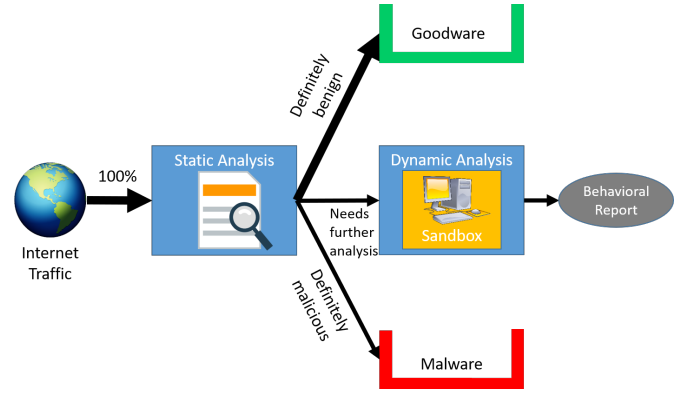 Goodware
Definitely
benign
Static Analysis
Dynamic Analysis
100%
Behavioral
Report
Needs
further
analysis
Sandbox
Internet
Traffic
Definitely
malicious
Malware